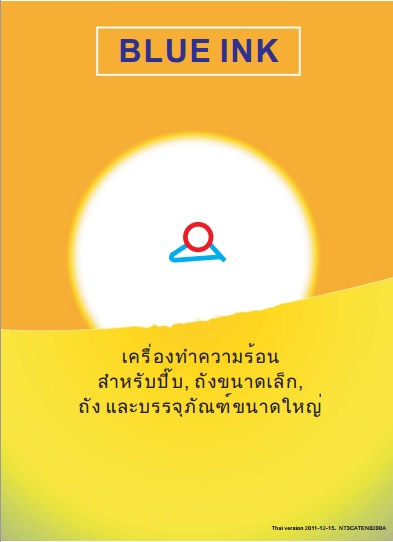 BLUE INK
เครื่องทำความร้อน
สำหรับปี๊บ, ถังขนาดเล็ก,
ถัง และบรรจุภัณฑ์ขนาดใหญ่
Thai version 2011-12-15. NT3CATEN0200A